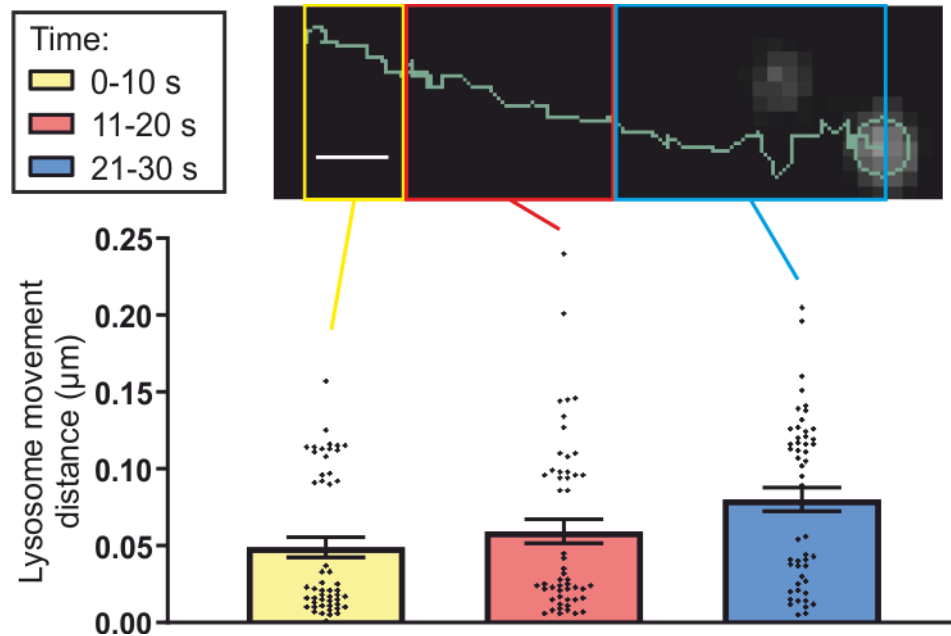 Time:
0-10 s
11-20 s
21-30 s
Lysosome movement
distance (µm)
0.25
0.20
0.15
0.10
0.05
0.00